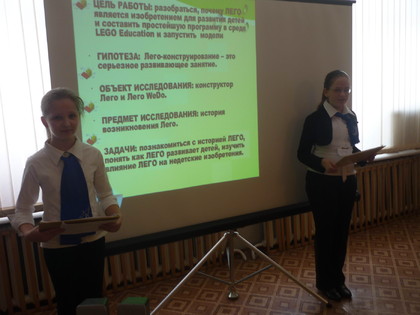 ЦЕЛЬ РАБОТЫ: разобраться, почему ЛЕГО
является изобретением для развития детей
и составить простейшую программу в среде
LEGO Education и запустить модели
ГИПОТЕЗА: Лего-конструирование – это
серьезное развивающее занятие.
ОБЪЕКТ ИССЛЕДОВАНИЯ: конструктор
Лего и Лего WeDo.
ПРЕДМЕТ ИССЛЕДОВАНИЯ: история
возникновения Лего.
ЗАДАЧИ: познакомиться с историей ЛЕГО,
понять как ЛЕГО развивает детей, изучить
влияние ЛЕГО на недетские изобретения.